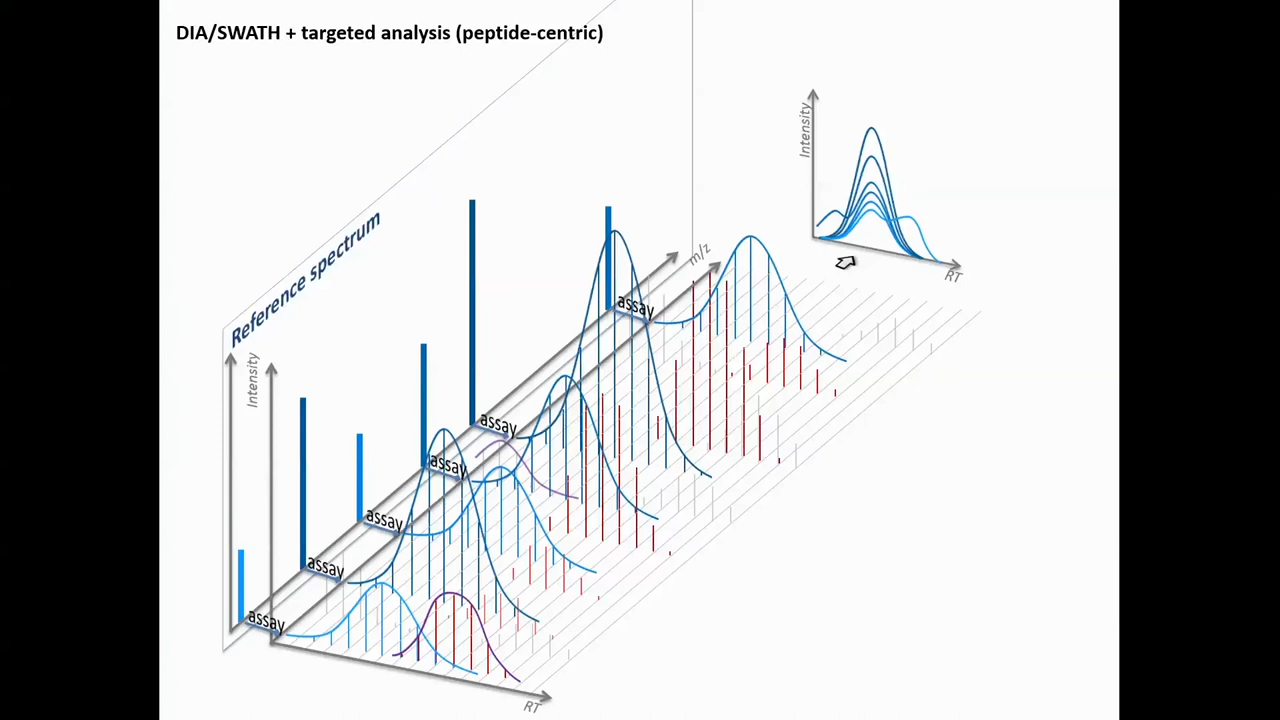 DIA/SWATH + targeted analysis (peptide-centric)
Intensity
RT
Reference spectrum
m/z
Intensity
assay
assay
assay
assay
assay
assay
RT